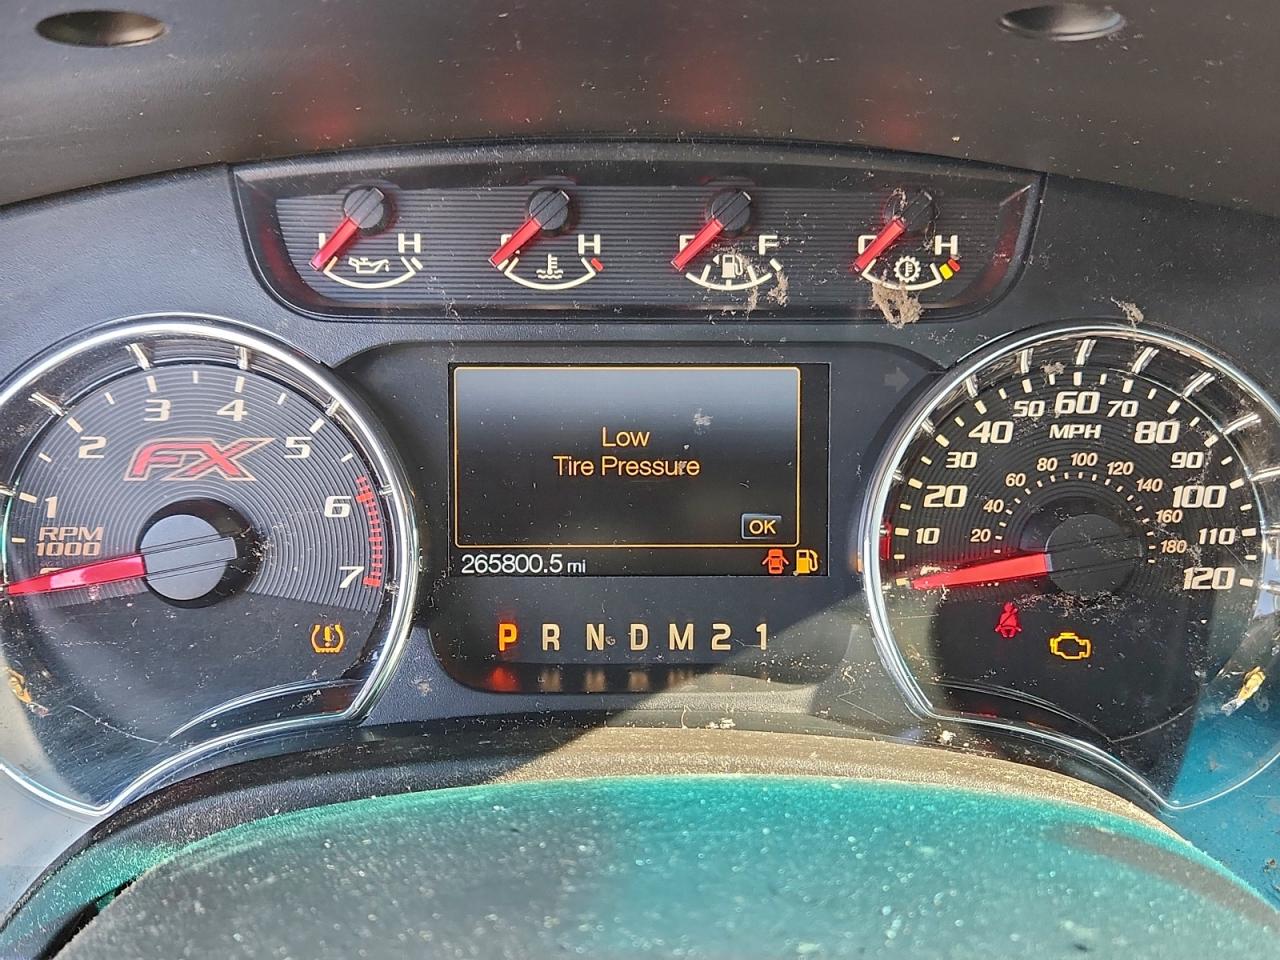 H
H
F
H
1 2 3 4 5 6 7
FX
RPM
1000
Low
Tire Pressure
OK
265800.5 mi
P R N D M 2 1
10 20 30 40 50 60 70 80 90 100 110 120
MPH
20 40 60 80 100 120 140 160 180